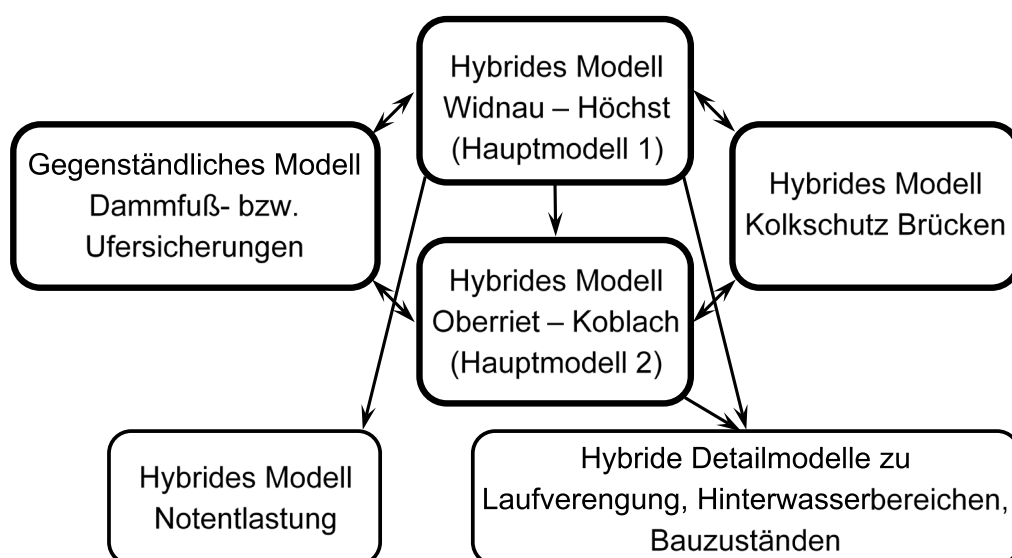 Hybrides Modell
Widnau – Höchst
(Hauptmodell 1)
Gegenständliches Modell
Dammfuß- bzw.
Ufersicherungen
Hybrides Modell
Kolkschutz Brücken
Hybrides Modell
Oberriet – Koblach
(Hauptmodell 2)
Hybrides Modell
Notentlastung
Hybride Detailmodelle zu
Laufverengung, Hinterwasserbereichen,
Bauzuständen